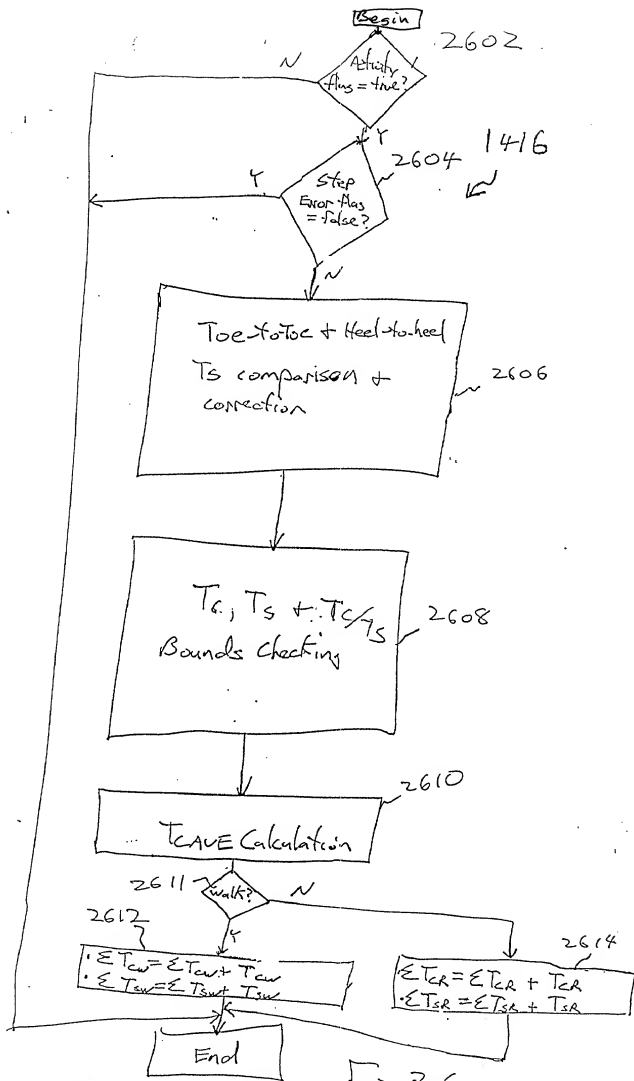 Begin
2602
N
Activity
flag = true?
Y
1416
2604
Y
Step
Error flag
= false?
N
Toe-to-Toe + Heel-to-heel
Ts comparison +
correction
2606
Tc, Ts + Tc/Ts
Bounds Checking
2608
2610
TCAVE Calculation
2611
walk?
N
Y
2612
ΣTCW = ΣTCW + TCW
ΣTSW = ΣTSW + TSW
2614
ΣTCR = ΣTCR + TCR
ΣTSR = ΣTSR + TSR
End